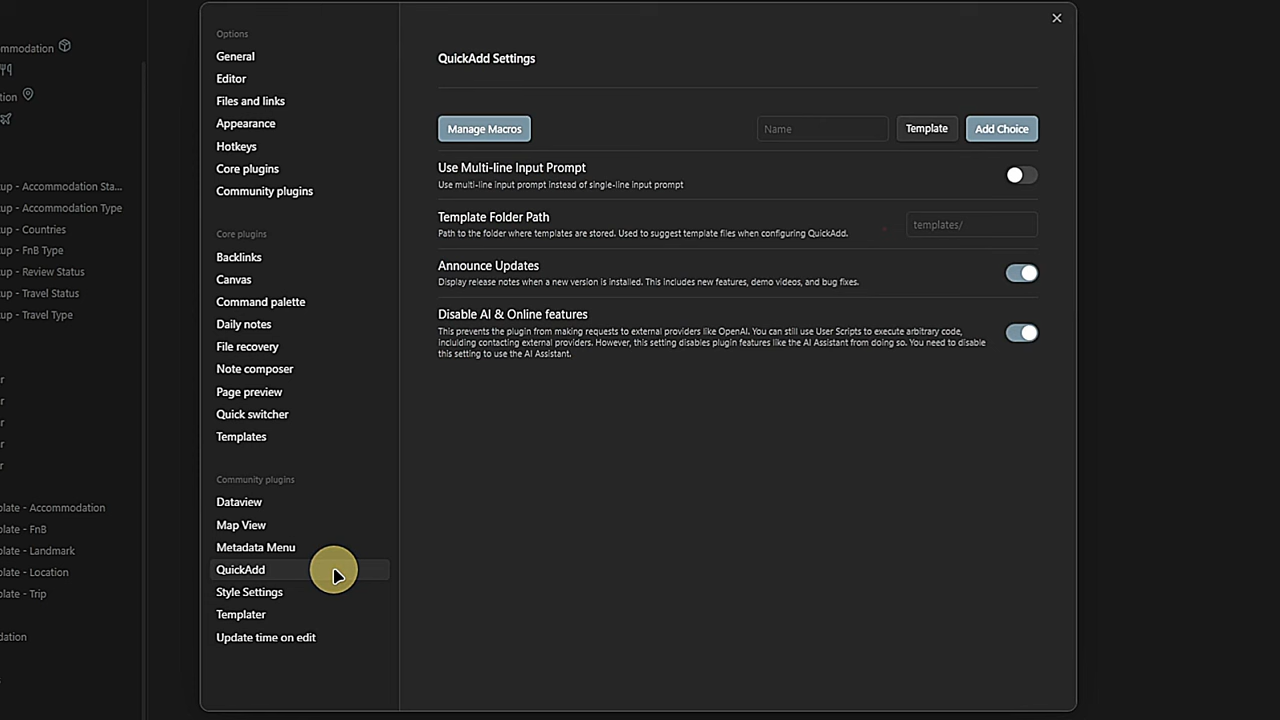 mmodation
tion
up - Accommodation Sta...
up - Accommodation Type
up - Countries
up - FnB Type
up - Review Status
up - Travel Status
up - Travel Type
r
r
r
r
r
plate - Accommodation
plate - FnB
plate - Landmark
plate - Location
plate - Trip
dation
Options
General
Editor
Files and links
Appearance
Hotkeys
Core plugins
Community plugins
Core plugins
Backlinks
Canvas
Command palette
Daily notes
File recovery
Note composer
Page preview
Quick switcher
Templates
Community plugins
Dataview
Map View
Metadata Menu
QuickAdd
Style Settings
Templater
Update time on edit
QuickAdd Settings
Manage Macros Name Template Add Choice
Use Multi-line Input Prompt
Use multi-line input prompt instead of single-line input prompt
Template Folder Path
Path to the folder where templates are stored. Used to suggest template files when configuring QuickAdd.
templates/
Announce Updates
Display release notes when a new version is installed. This includes new features, demo videos, and bug fixes.
Disable AI & Online features
This prevents the plugin from making requests to external providers like OpenAI. You can still use User Scripts to execute arbitrary code,
including contacting external providers. However, this setting disables plugin features like the AI Assistant from doing so. You need to disable
this setting to use the AI Assistant.